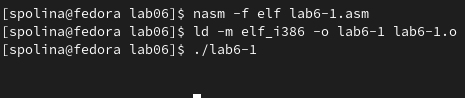 [spolina@fedora lab06]$ nasm -f elf lab6-1.asm
[spolina@fedora lab06]$ ld -m elf_i386 -o lab6-1 lab6-1.o
[spolina@fedora lab06]$ ./lab6-1